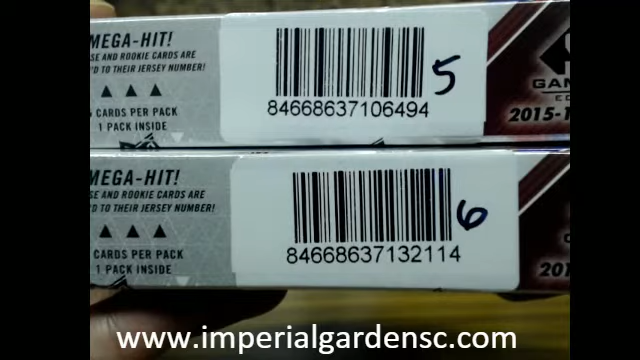 MEGA-HIT!
SE AND ROOKIE CARDS ARE
'D TO THEIR JERSEY NUMBER!
CARDS PER PACK
1 PACK INSIDE
84668637106494
5
GAM
2015-1
MEGA-HIT!
SE AND ROOKIE CARDS ARE
'D TO THEIR JERSEY NUMBER!
CARDS PER PACK
1 PACK INSIDE
84668637132114
6
201
www.imperialgardensc.com